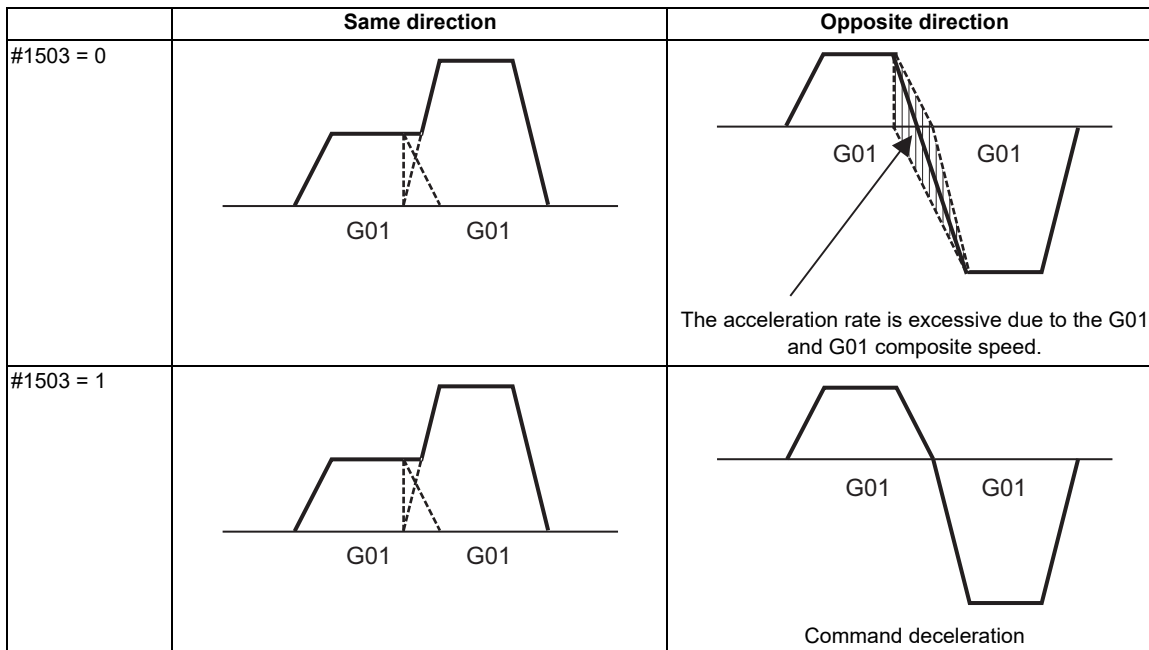 Same direction
Opposite direction
#1503 = 0
G01
G01
G01
G01
The acceleration rate is excessive due to the G01
and G01 composite speed.
#1503 = 1
G01
G01
G01
G01
Command deceleration